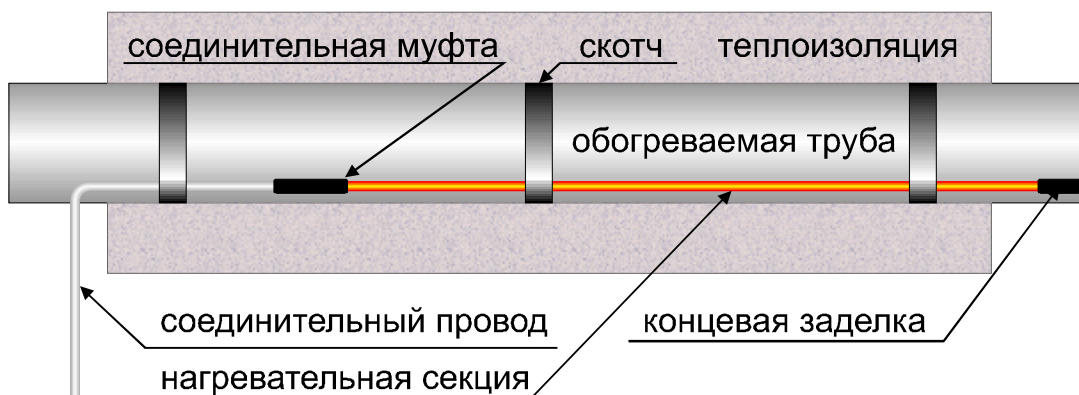 соединительная муфта
скотч
теплоизоляция
обогреваемая труба
соединительный провод
концевая заделка
нагревательная секция